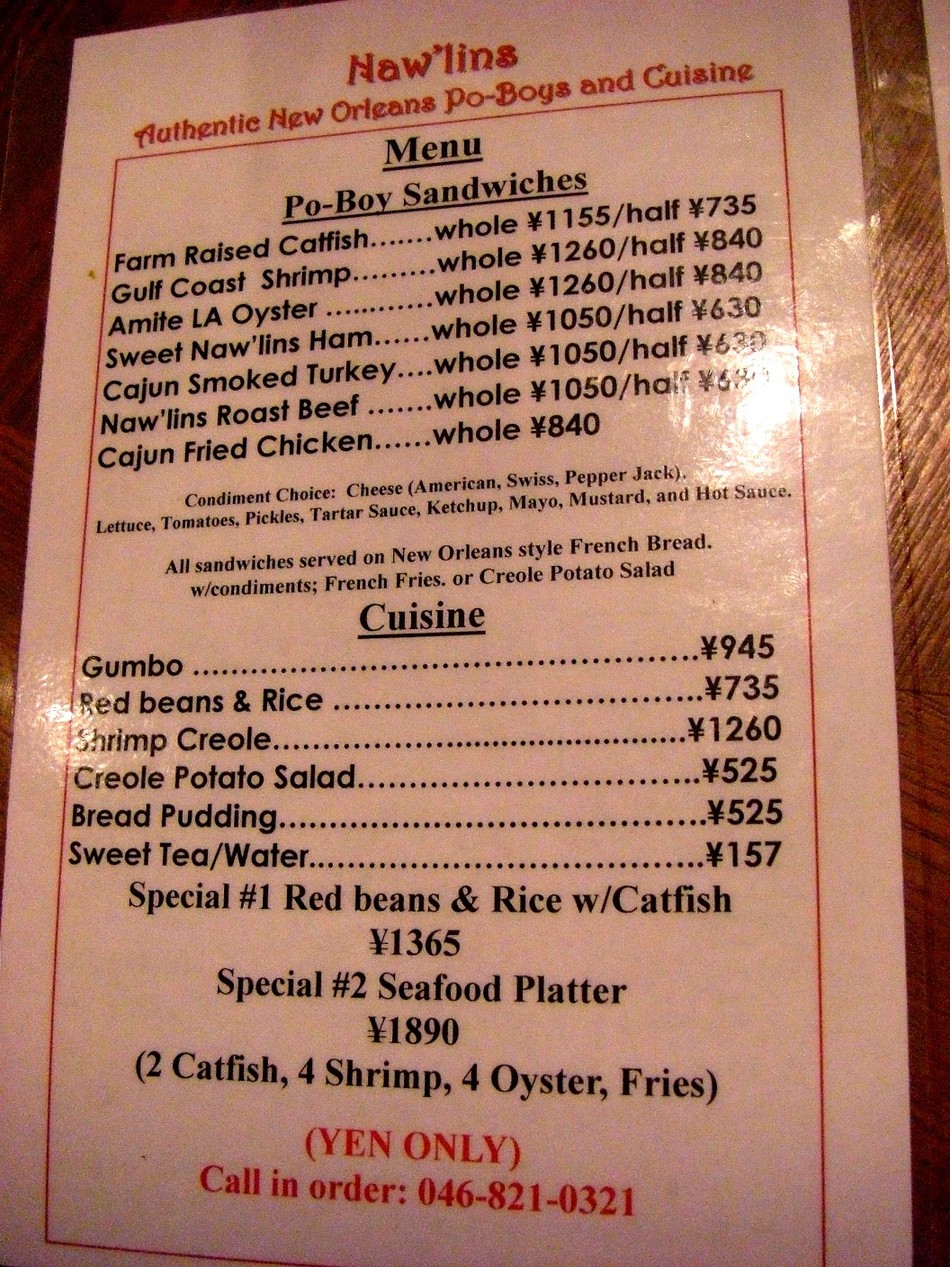 Naw'lins
Authentic New Orleans Po-Boys and Cuisine
Menu
Po-Boy Sandwiches
Farm Raised Catfish.......whole ¥1155/half ¥735
Gulf Coast Shrimp.........whole ¥1260/half ¥840
Amite LA Oyster ............whole ¥1260/half ¥840
Sweet Naw'lins Ham......whole ¥1050/half ¥630
Cajun Smoked Turkey....whole ¥1050/half ¥630
Naw'lins Roast Beef .......whole ¥1050/half ¥630
Cajun Fried Chicken......whole ¥840
Condiment Choice: Cheese (American, Swiss, Pepper Jack),
Lettuce, Tomatoes, Pickles, Tartar Sauce, Ketchup, Mayo, Mustard, and Hot Sauce.
All sandwiches served on New Orleans style French Bread.
w/condiments; French Fries. or Creole Potato Salad
Cuisine
Gumbo ..................................................¥945
Red beans & Rice .....................................¥735
Shrimp Creole.........................................¥1260
Creole Potato Salad..................................¥525
Bread Pudding..........................................¥525
Sweet Tea/Water.......................................¥157
Special #1 Red beans & Rice w/Catfish
¥1365
Special #2 Seafood Platter
¥1890
(2 Catfish, 4 Shrimp, 4 Oyster, Fries)
(YEN ONLY)
Call in order: 046-821-0321